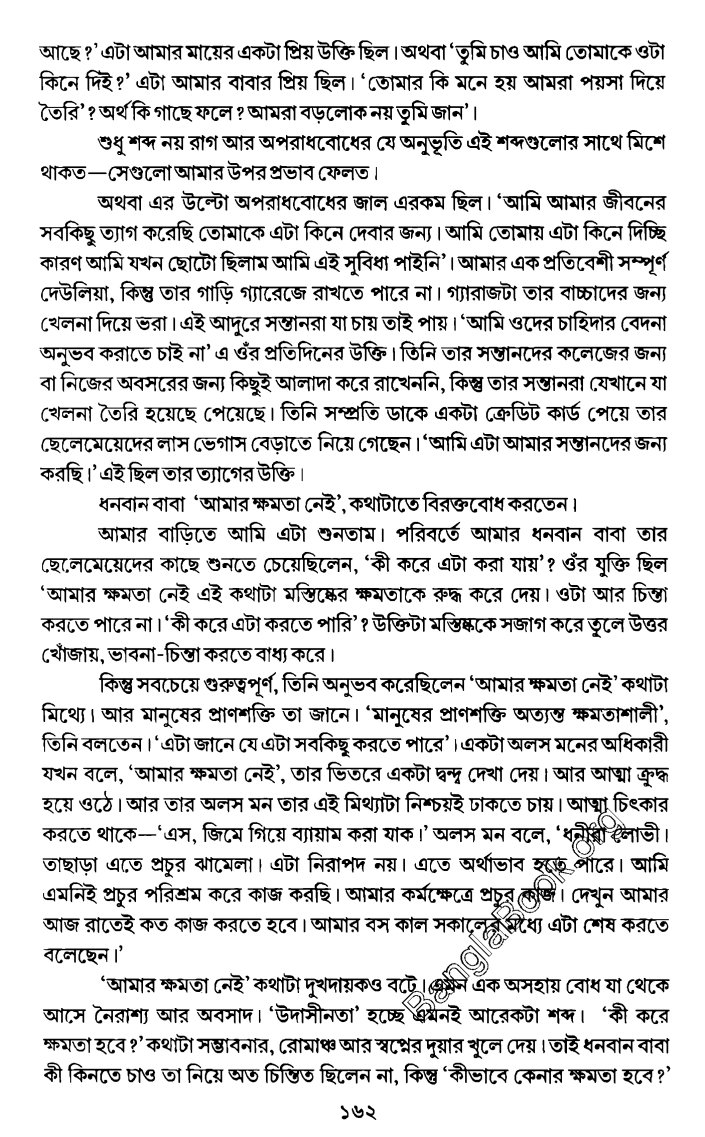 আছে?' এটা আমার মায়ের একটা প্রিয় উক্তি ছিল। অথবা 'তুমি চাও আমি তোমাকে ওটা
কিনে দিই?' এটা আমার বাবার প্রিয় ছিল। 'তোমার কি মনে হয় আমরা পয়সা দিয়ে
তৈরি'? অর্থ কি গাছে ফলে? আমরা বড়লোক নয় তুমি জান'।
শুধু শব্দ নয় রাগ আর অপরাধবোধের যে অনুভূতি এই শব্দগুলোর সাথে মিশে
থাকত—সেগুলো আমার উপর প্রভাব ফেলত।
অথবা এর উল্টো অপরাধবোধের জাল এরকম ছিল। 'আমি আমার জীবনের
সবকিছু ত্যাগ করেছি তোমাকে এটা কিনে দেবার জন্য। আমি তোমায় এটা কিনে দিচ্ছি
কারণ আমি যখন ছোটো ছিলাম আমি এই সুবিধা পাইনি'। আমার এক প্রতিবেশী সম্পূর্ণ
দেউলিয়া, কিন্তু তার গাড়ি গ্যারেজে রাখতে পারে না। গ্যারাজটা তার বাচ্চাদের জন্য
খেলনা দিয়ে ভরা। এই আদুরে সন্তানরা যা চায় তাই পায়। 'আমি ওদের চাহিদার বেদনা
অনুভব করাতে চাই না' এ ওঁর প্রতিদিনের উক্তি। তিনি তার সন্তানদের কলেজের জন্য
বা নিজের অবসরের জন্য কিছুই আলাদা করে রাখেননি, কিন্তু তার সন্তানরা যেখানে যা
খেলনা তৈরি হয়েছে পেয়েছে। তিনি সম্প্রতি ডাকে একটা ক্রেডিট কার্ড পেয়ে তার
ছেলেমেয়েদের লাস ভেগাস বেড়াতে নিয়ে গেছেন। 'আমি এটা আমার সন্তানদের জন্য
করছি।' এই ছিল তার ত্যাগের উক্তি।
ধনবান বাবা 'আমার ক্ষমতা নেই', কথাটাতে বিরক্তবোধ করতেন।
আমার বাড়িতে আমি এটা শুনতাম। পরিবর্তে আমার ধনবান বাবা তার
ছেলেমেয়েদের কাছে শুনতে চেয়েছিলেন, 'কী করে এটা করা যায়'? ওঁর যুক্তি ছিল
'আমার ক্ষমতা নেই এই কথাটা মস্তিষ্কের ক্ষমতাকে রুদ্ধ করে দেয়। ওটা আর চিন্তা
করতে পারে না। 'কী করে এটা করতে পারি'? উক্তিটা মস্তিষ্ককে সজাগ করে তুলে উত্তর
খোঁজায়, ভাবনা-চিন্তা করতে বাধ্য করে।
কিন্তু সবচেয়ে গুরুত্বপূর্ণ, তিনি অনুভব করেছিলেন 'আমার ক্ষমতা নেই' কথাটা
মিথ্যে। আর মানুষের প্রাণশক্তি তা জানে। 'মানুষের প্রাণশক্তি অত্যন্ত ক্ষমতাশালী',
তিনি বলতেন। 'এটা জানে যে এটা সবকিছু করতে পারে'। একটা অলস মনের অধিকারী
যখন বলে, 'আমার ক্ষমতা নেই', তার ভিতরে একটা দ্বন্দ্ব দেখা দেয়। আর আত্মা ক্রুদ্ধ
হয়ে ওঠে। আর তার অলস মন তার এই মিথ্যাটা নিশ্চয়ই ঢাকতে চায়। আত্মা চিৎকার
করতে থাকে—'এস, জিমে গিয়ে ব্যায়াম করা যাক।' অলস মন বলে, 'ধনীরা লোভী।
তাছাড়া এতে প্রচুর ঝামেলা। এটা নিরাপদ নয়। এতে অর্থাভাব হতে পারে। আমি
এমনিই প্রচুর পরিশ্রম করে কাজ করছি। আমার কর্মক্ষেত্রে প্রচুর কাজ। দেখুন আমার
আজ রাতেই কত কাজ করতে হবে। আমার বস কাল সকালের মধ্যে এটা শেষ করতে
বলেছেন।'
'আমার ক্ষমতা নেই' কথাটা দুখদায়কও বটে। এমন এক অসহায় বোধ যা থেকে
আসে নৈরাশ্য আর অবসাদ। 'উদাসীনতা' হচ্ছে এমনই আরেকটা শব্দ। 'কী করে
ক্ষমতা হবে?' কথাটা সম্ভাবনার, রোমাঞ্চ আর স্বপ্নের দুয়ার খুলে দেয়। তাই ধনবান বাবা
কী কিনতে চাও তা নিয়ে অত চিন্তিত ছিলেন না, কিন্তু 'কীভাবে কেনার ক্ষমতা হবে?'
১৬২
BanglaBook.org